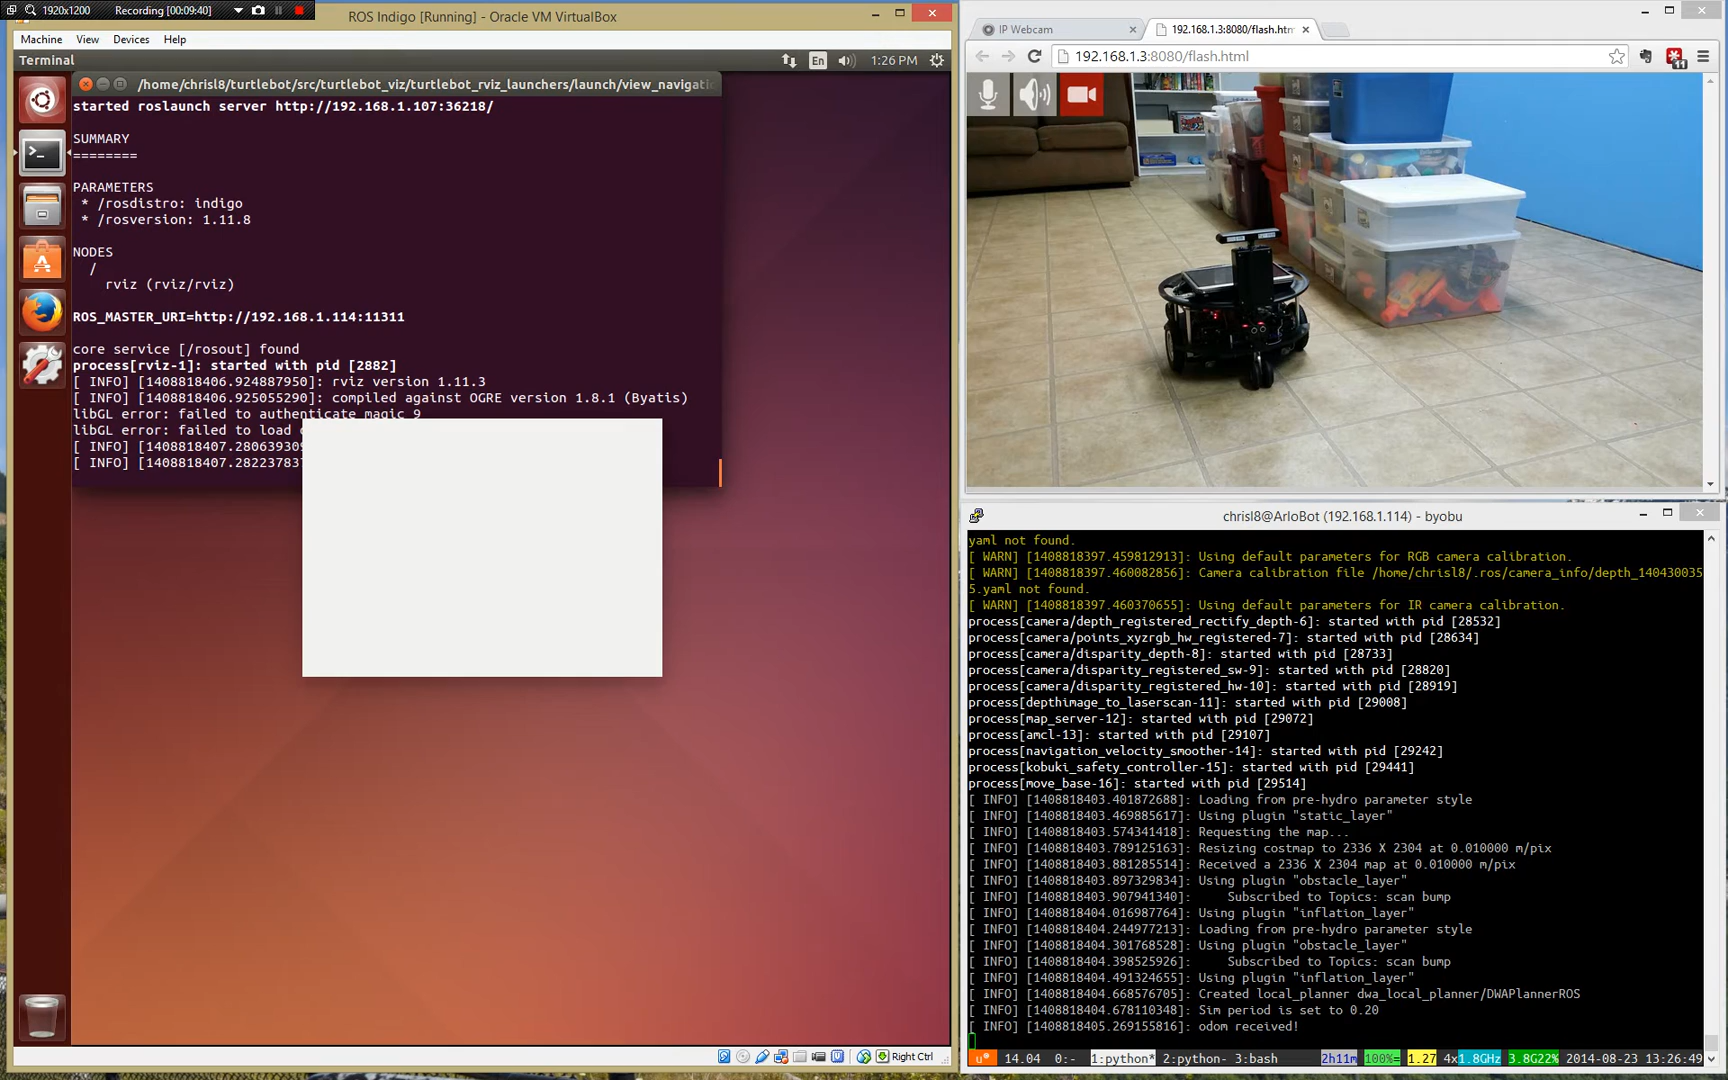 1920x1200
Recording [00:09:40]
ROS Indigo [Running] - Oracle VM VirtualBox
Machine View Devices Help
Terminal
En
1:26 PM
/home/chrisl8/turtlebot/src/turtlebot_viz/turtlebot_rviz_launchers/launch/view_navigati
started roslaunch server http://192.168.1.107:36218/
SUMMARY
========
PARAMETERS
* /rosdistro: indigo
* /rosversion: 1.11.8
NODES
/
rviz (rviz/rviz)
ROS_MASTER_URI=http://192.168.1.114:11311
core service [/rosout] found
process[rviz-1]: started with pid [2882]
[ INFO] [1408818406.924887950]: rviz version 1.11.3
[ INFO] [1408818406.925055290]: compiled against OGRE version 1.8.1 (Byatis)
libGL error: failed to authenticate magic 9
libGL error: failed to load
[ INFO] [1408818407.280639309
[ INFO] [1408818407.282237837
Right Ctrl
IP Webcam
192.168.1.3:8080/flash.htm
192.168.1.3:8080/flash.html
11
chrisl8@ArloBot (192.168.1.114) - byobu
yaml not found.
[ WARN] [1408818397.459812913]: Using default parameters for RGB camera calibration.
[ WARN] [1408818397.460082856]: Camera calibration file /home/chrisl8/.ros/camera_info/depth_140430035
5.yaml not found.
[ WARN] [1408818397.460370655]: Using default parameters for IR camera calibration.
process[camera/depth_registered_rectify_depth-6]: started with pid [28532]
process[camera/points_xyzrgb_hw_registered-7]: started with pid [28634]
process[camera/disparity_depth-8]: started with pid [28733]
process[camera/disparity_registered_sw-9]: started with pid [28820]
process[camera/disparity_registered_hw-10]: started with pid [28919]
process[depthimage_to_laserscan-11]: started with pid [29008]
process[map_server-12]: started with pid [29072]
process[amcl-13]: started with pid [29107]
process[navigation_velocity_smoother-14]: started with pid [29242]
process[kobuki_safety_controller-15]: started with pid [29441]
process[move_base-16]: started with pid [29514]
[ INFO] [1408818403.401872688]: Loading from pre-hydro parameter style
[ INFO] [1408818403.469885617]: Using plugin "static_layer"
[ INFO] [1408818403.574341418]: Requesting the map...
[ INFO] [1408818403.789125163]: Resizing costmap to 2336 X 2304 at 0.010000 m/pix
[ INFO] [1408818403.881285514]: Received a 2336 X 2304 map at 0.010000 m/pix
[ INFO] [1408818403.897329834]: Using plugin "obstacle_layer"
[ INFO] [1408818403.907941340]: Subscribed to Topics: scan bump
[ INFO] [1408818404.016987764]: Using plugin "inflation_layer"
[ INFO] [1408818404.244977213]: Loading from pre-hydro parameter style
[ INFO] [1408818404.301768528]: Using plugin "obstacle_layer"
[ INFO] [1408818404.398525926]: Subscribed to Topics: scan bump
[ INFO] [1408818404.491324655]: Using plugin "inflation_layer"
[ INFO] [1408818404.668576705]: Created local_planner dwa_local_planner/DWAPlannerROS
[ INFO] [1408818404.678110348]: Sim period is set to 0.20
[ INFO] [1408818405.269155816]: odom received!
u* 14.04 0:- 1:python* 2:python- 3:bash 2h11m 100%= 1.27 4x1.8GHz 3.8G22% 2014-08-23 13:26:49